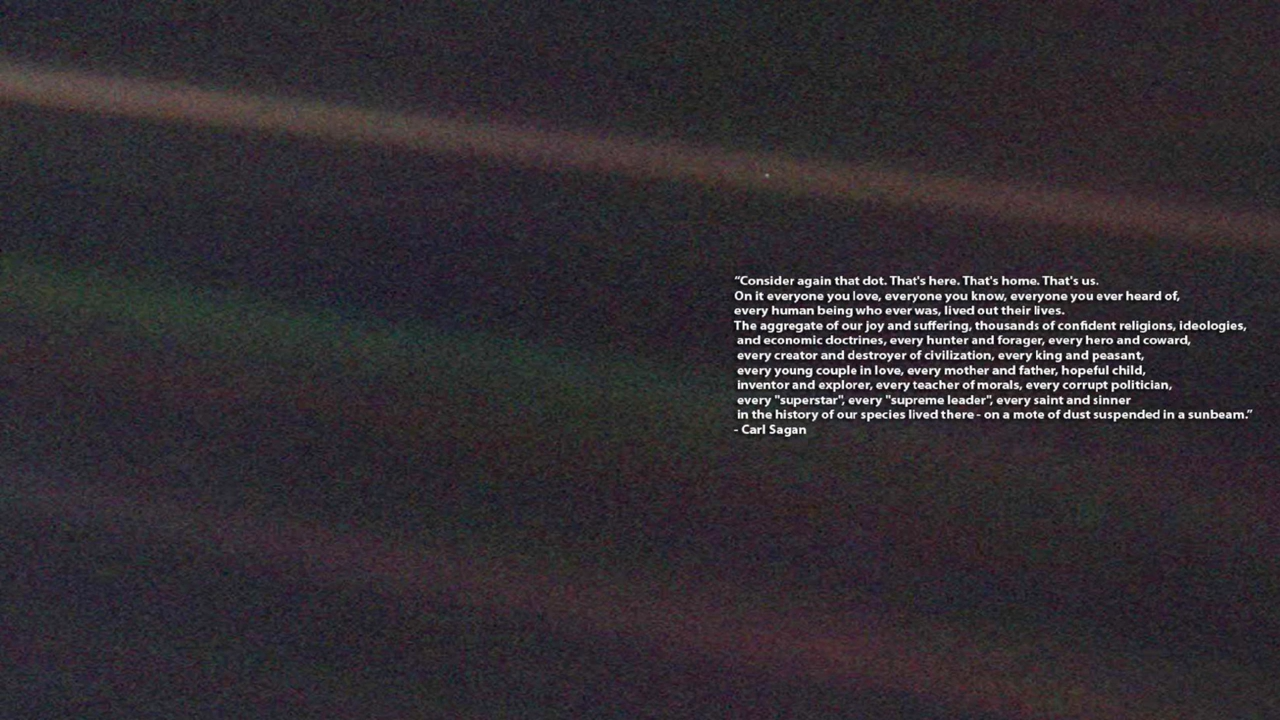 “Consider again that dot. That's here. That's home. That's us.
On it everyone you love, everyone you know, everyone you ever heard of,
every human being who ever was, lived out their lives.
The aggregate of our joy and suffering, thousands of confident religions, ideologies,
and economic doctrines, every hunter and forager, every hero and coward,
every creator and destroyer of civilization, every king and peasant,
every young couple in love, every mother and father, hopeful child,
inventor and explorer, every teacher of morals, every corrupt politician,
every "superstar", every "supreme leader", every saint and sinner
in the history of our species lived there - on a mote of dust suspended in a sunbeam.”
- Carl Sagan